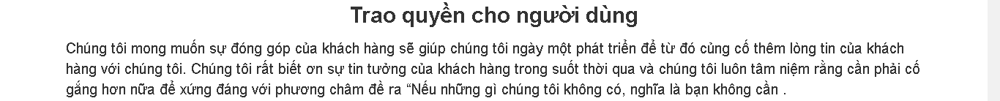 Trao quyền cho người dùng
Chúng tôi mong muốn sự đóng góp của khách hàng sẽ giúp chúng tôi ngày một phát triển để từ đó củng cố thêm lòng tin của khách
hàng với chúng tôi. Chúng tôi rất biết ơn sự tin tưởng của khách hàng trong suốt thời qua và chúng tôi luôn tâm niệm rằng cần phải cố
gắng hơn nữa để xứng đáng với phương châm đề ra “Nếu những gì chúng tôi không có, nghĩa là bạn không cần .